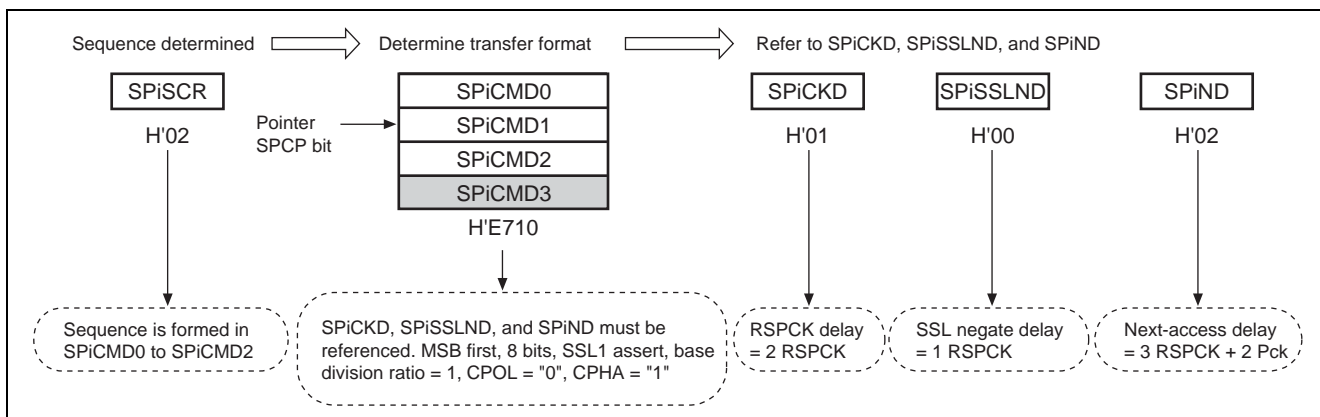 Sequence determined
Determine transfer format
Refer to SPiCKD, SPiSSLND, and SPiND
SPiSCR
H'02
Pointer
SPCP bit
SPiCMD0
SPiCMD1
SPiCMD2
SPiCMD3
H'E710
SPiCKD
H'01
SPiSSLND
H'00
SPiND
H'02
Sequence is formed in
SPiCMD0 to SPiCMD2
SPiCKD, SPiSSLND, and SPiND must be
referenced. MSB first, 8 bits, SSL1 assert, base
division ratio = 1, CPOL = "0", CPHA = "1"
RSPCK delay
= 2 RSPCK
SSL negate delay
= 1 RSPCK
Next-access delay
= 3 RSPCK + 2 Pck